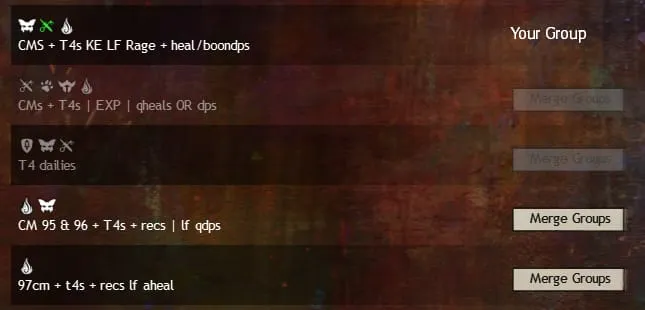 CMS + T4s KE LF Rage + heal/boondps
Your Group
CMs + T4s | EXP | qheals OR dps
Merge Groups
T4 dailies
Merge Groups
CM 95 & 96 + T4s + recs | lf qdps
Merge Groups
97cm + t4s + recs lf aheal
Merge Groups